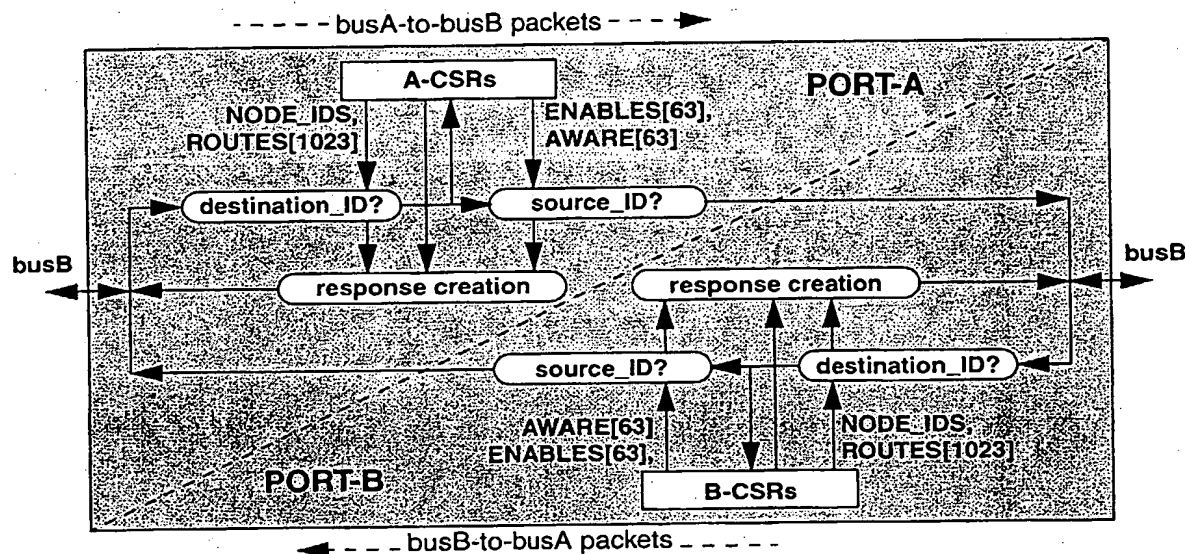 busA-to-busB packets
A-CSRs
PORT-A
NODE_IDS,
ROUTES[1023]
ENABLES[63],
AWARE[63]
destination_ID?
source_ID?
busB
busB
response creation
response creation
source_ID?
destination_ID?
AWARE[63]
ENABLES[63],
NODE_IDS,
ROUTES[1023]
PORT-B
B-CSRs
busB-to-busA packets